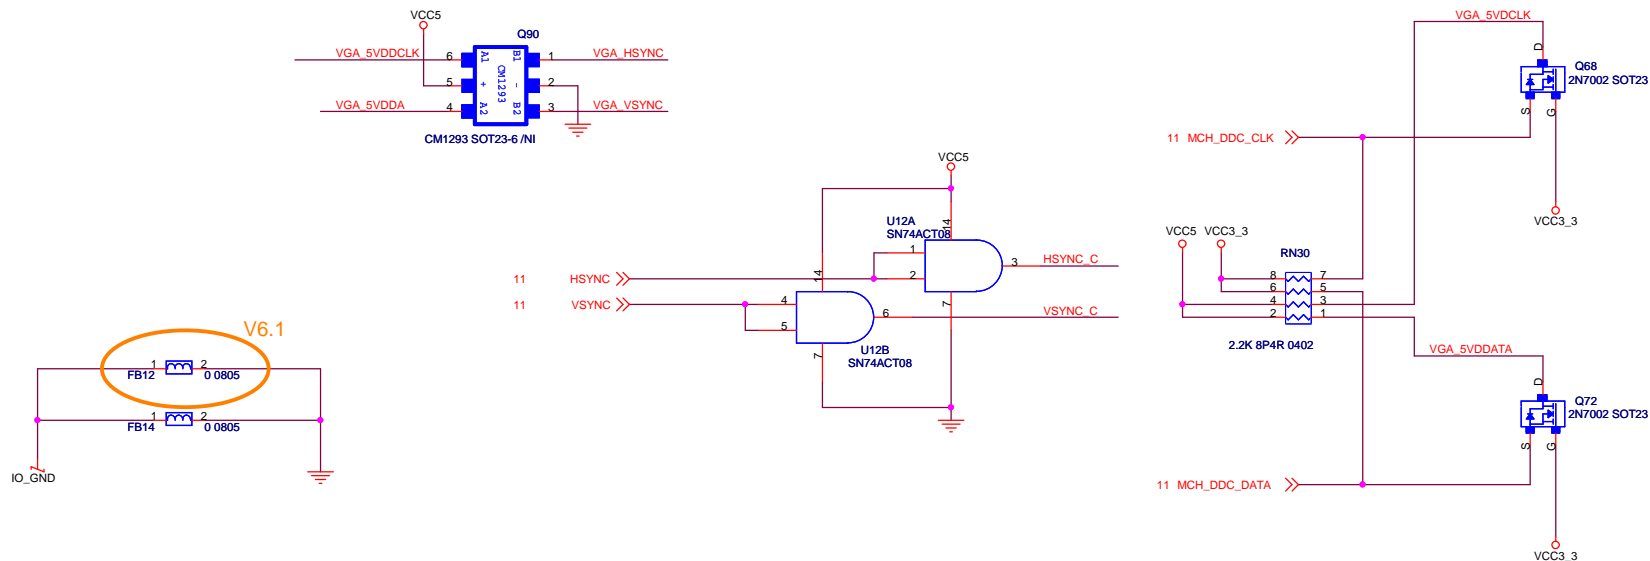 VCC5
Q90
VGA_5VDDCLK
6
A1
B1
1
VGA_HSYNC
5
+
CM1293
-
2
VGA_5VDDA
4
A2
B2
3
VGA_VSYNC
CM1293 SOT23-6 /NI
VGA_5VDCLK
D
Q68
2N7002 SOT23
S
G
11 MCH_DDC_CLK
VCC3_3
VCC5
U12A
SN74ACT08
14
1
2
3
HSYNC_C
7
11 HSYNC
11 VSYNC
14
4
5
6
VSYNC_C
7
U12B
SN74ACT08
VCC5
VCC3_3
RN30
8 7
6 5
4 3
2 1
2.2K 8P4R 0402
VGA_5VDDATA
D
Q72
2N7002 SOT23
S
G
11 MCH_DDC_DATA
VCC3_3
V6.1
1 2
FB12 0 0805
1 2
FB14 0 0805
IO_GND